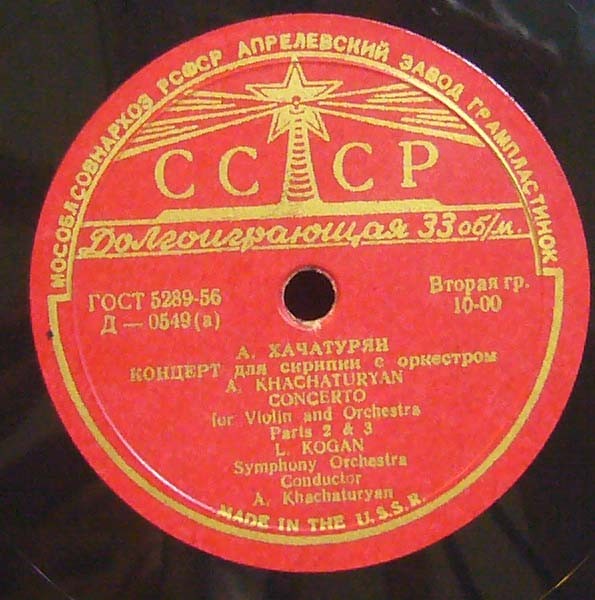 МОСОБЛСОВНАРХОЗ РСФСР АПРЕЛЕВСКИЙ ЗАВОД ГРАМПЛАСТИНОК
СССР
Долгоиграющая 33 об/м.
ГОСТ 5289-56
Д — 0549 (а)
Вторая гр.
10-00
А. ХАЧАТУРЯН
КОНЦЕРТ для скрипки с оркестром
A. KHACHATURYAN
CONCERTO
for Violin and Orchestra
Parts 2 & 3
L. KOGAN
Symphony Orchestra
Conductor
A. Khachaturyan
MADE IN THE U.S.S.R.